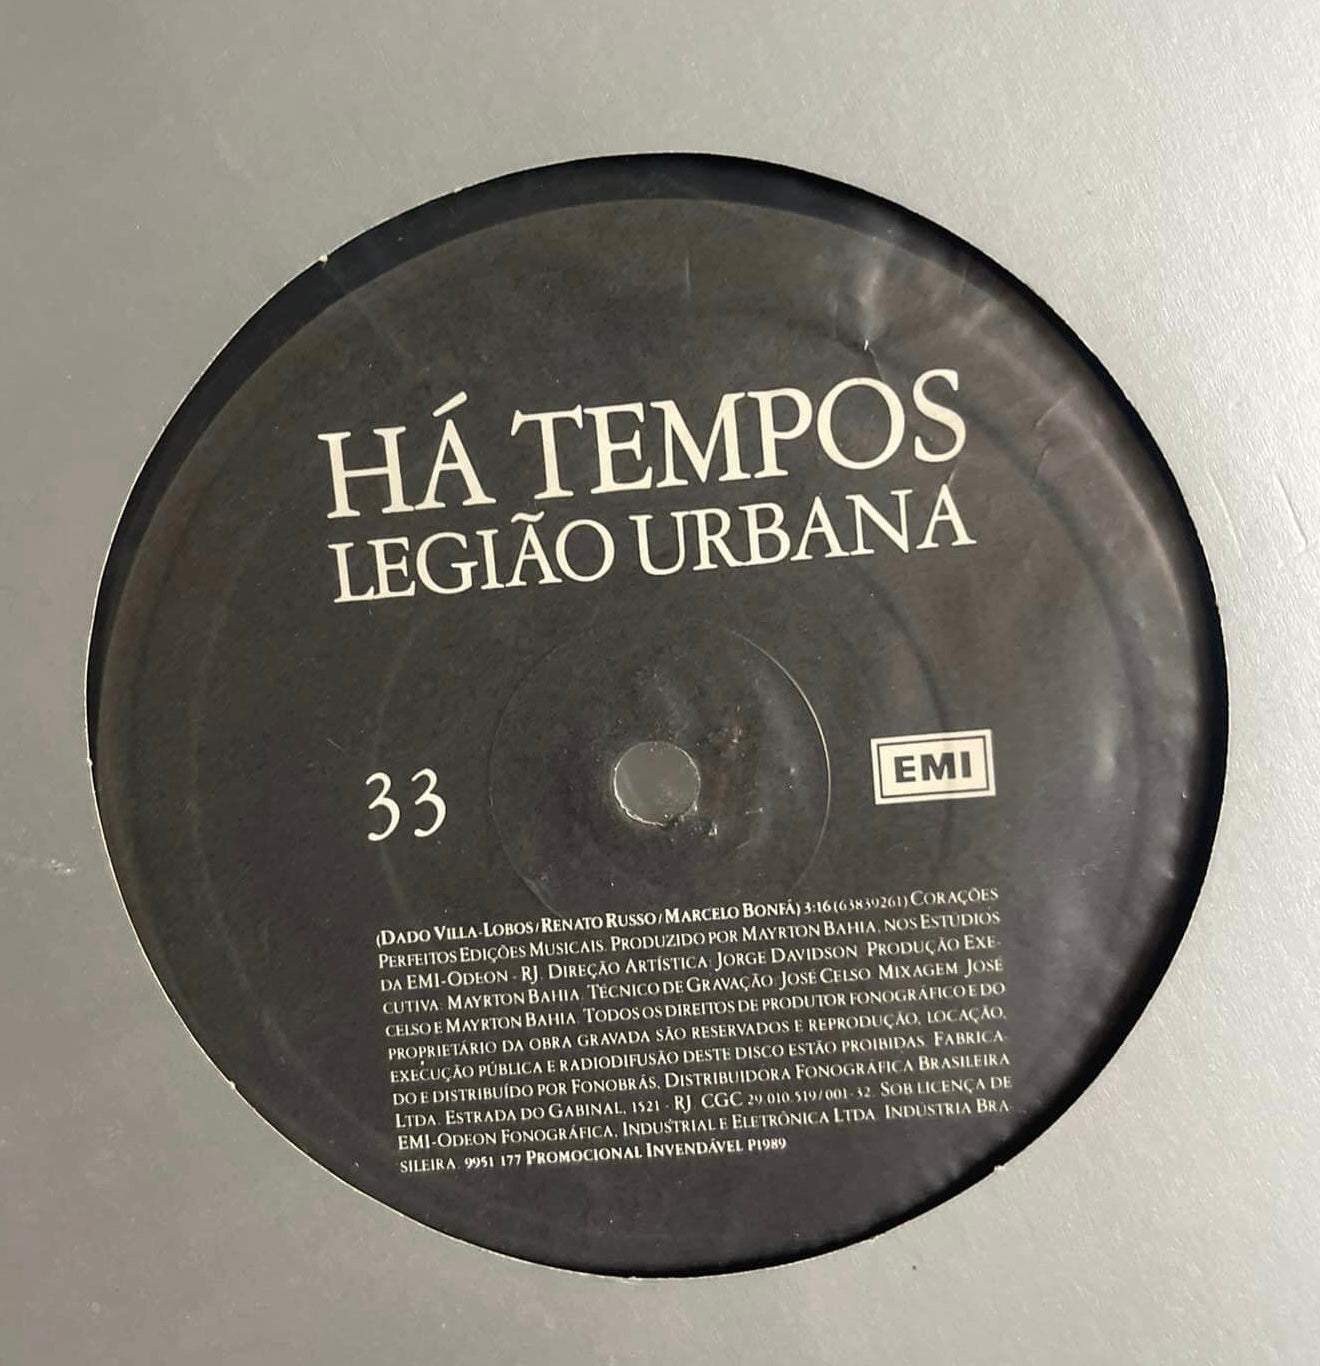 HÁ TEMPOS
LEGIÃO URBANA
33
EMI
(DADO VILLA-LOBOS/RENATO RUSSO/MARCELO BONFÁ) 3:16 (63839261) CORAÇÕES
PERFEITOS EDIÇÕES MUSICAIS. PRODUZIDO POR MAYRTON BAHIA, NOS ESTUDIOS
DA EMI-ODEON - RJ. DIREÇÃO ARTÍSTICA: JORGE DAVIDSON. PRODUÇÃO EXE-
CUTIVA: MAYRTON BAHIA. TÉCNICO DE GRAVAÇÃO: JOSÉ CELSO. MIXAGEM: JOSÉ
CELSO E MAYRTON BAHIA. TODOS OS DIREITOS DE PRODUTOR FONOGRÁFICO E DO
PROPRIETÁRIO DA OBRA GRAVADA SÃO RESERVADOS E REPRODUÇÃO, LOCAÇÃO,
EXECUÇÃO PÚBLICA E RADIODIFUSÃO DESTE DISCO ESTÃO PROIBIDAS. FABRICA-
DO E DISTRIBUÍDO POR FONOBRÁS, DISTRIBUIDORA FONOGRÁFICA BRASILEIRA
LTDA. ESTRADA DO GABINAL, 1521 - RJ CGC 29.010.519/001-32. SOB LICENÇA DE
EMI-ODEON FONOGRÁFICA, INDUSTRIAL E ELETRÔNICA LTDA. INDÚSTRIA BRA-
SILEIRA. 9951 177 PROMOCIONAL INVENDÁVEL P1989